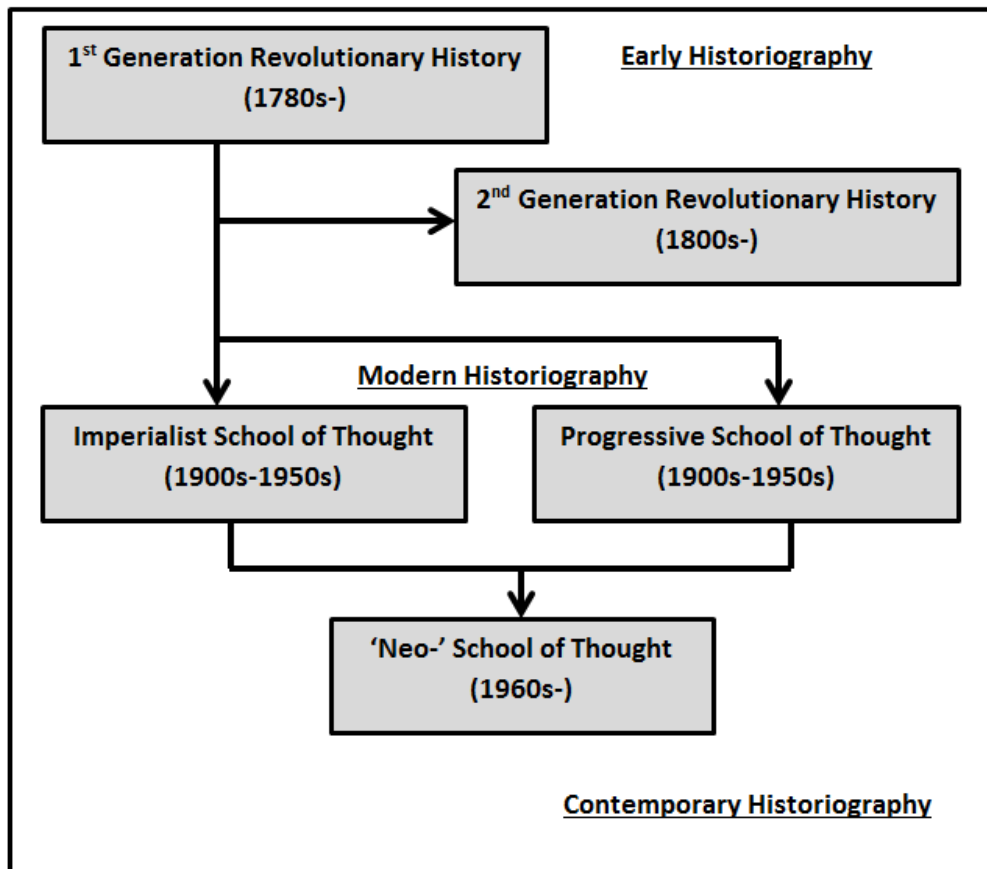 1st Generation Revolutionary History
(1780s-)
Early Historiography
2nd Generation Revolutionary History
(1800s-)
Modern Historiography
Imperialist School of Thought
(1900s-1950s)
Progressive School of Thought
(1900s-1950s)
‘Neo-’ School of Thought
(1960s-)
Contemporary Historiography